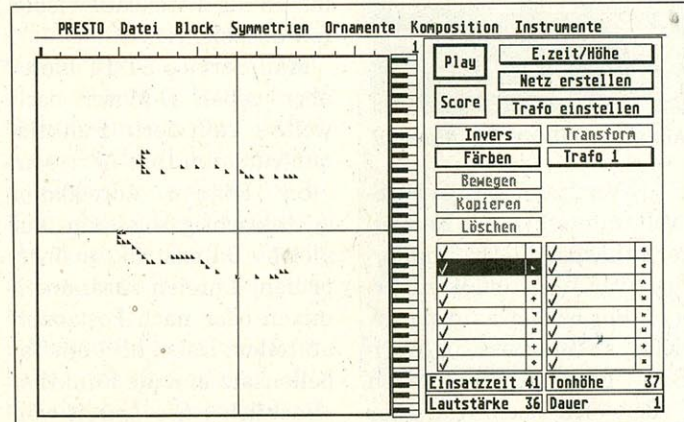 PRESTO Datei Block Symmetrien Ornamente Komposition Instrumente
1 1
Play
E.zeit/Höhe
Netz erstellen
Score
Trafo einstellen
Invers Transform
Färben Trafo 1
Bewegen
Kopieren
Löschen
Einsatzzeit 41 Tonhöhe 37
Lautstärke 36 Dauer 1